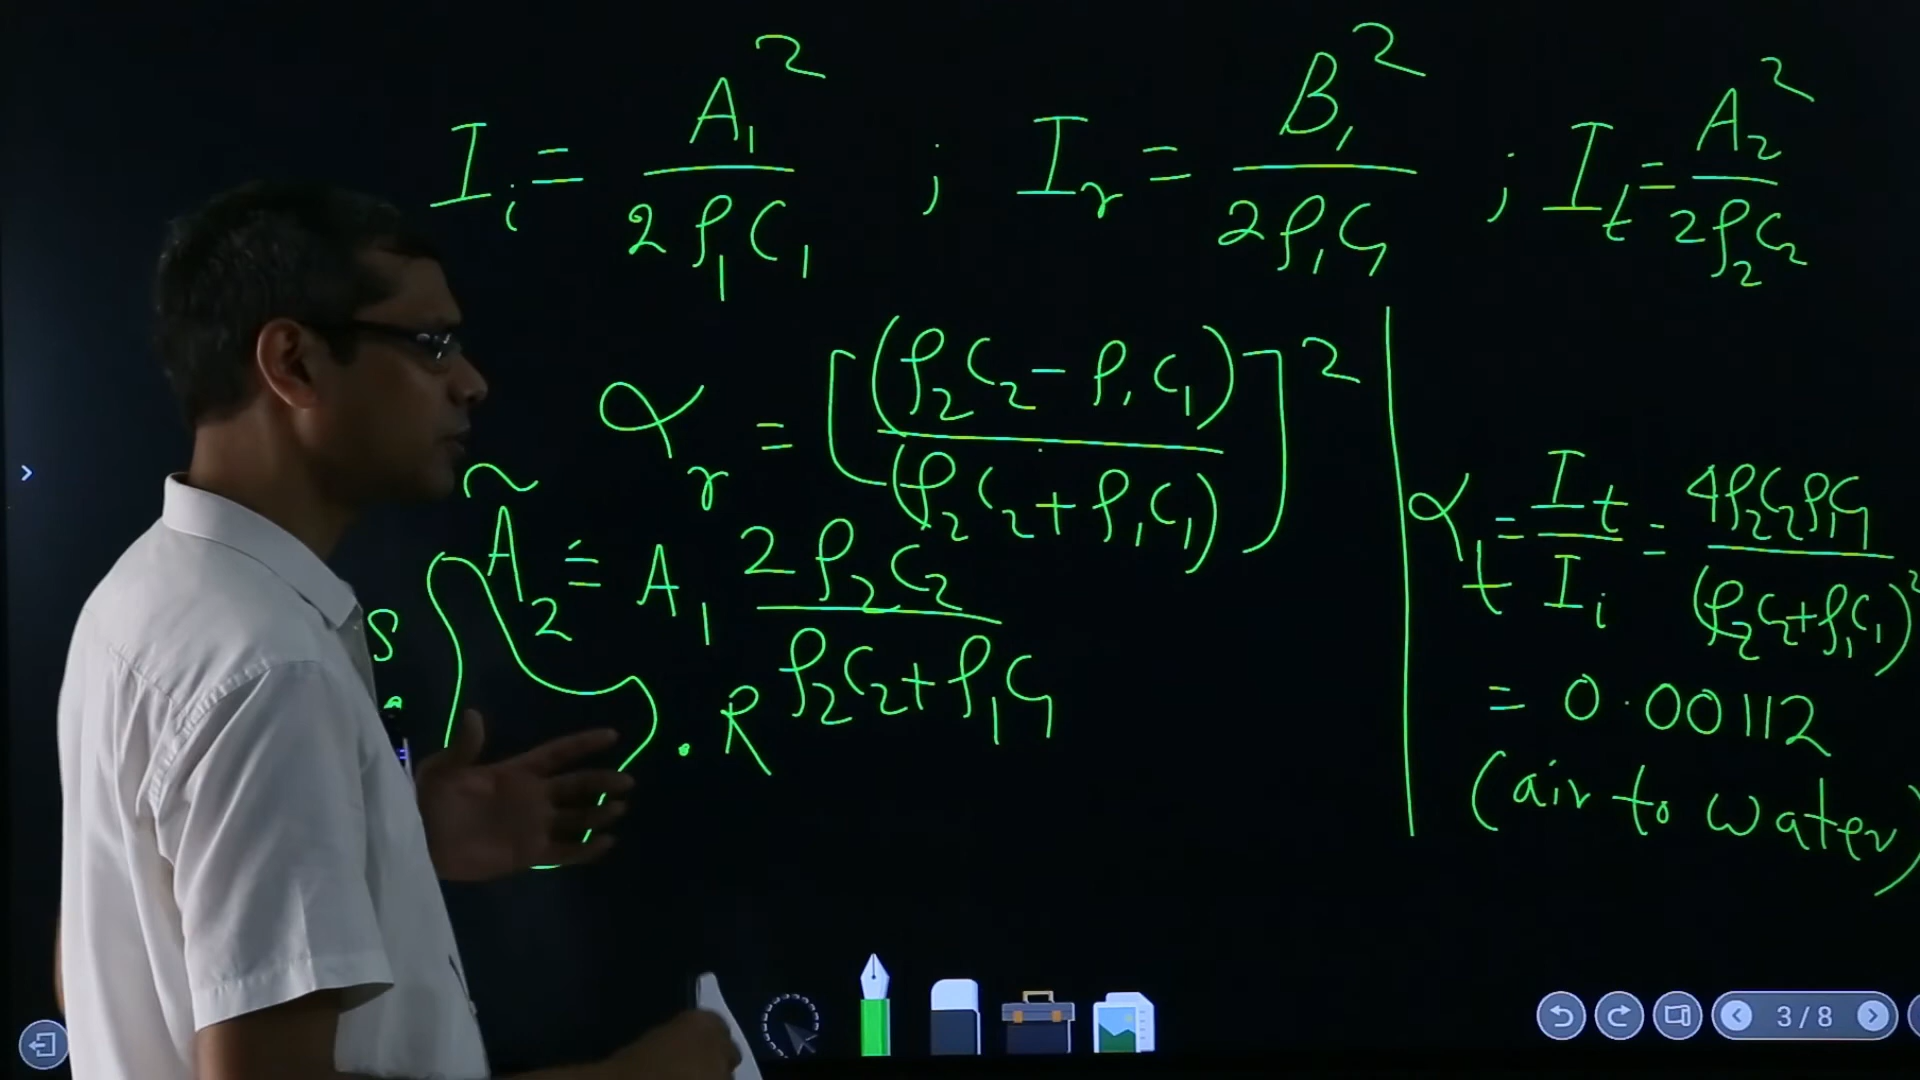 I_i = A_1^2 / 2ρ_1C_1 ; I_r = B_1^2 / 2ρ_1C_1 ; I_t = A_2^2 / 2ρ_2C_2
α_r = [(ρ_2C_2 - ρ_1C_1) / (ρ_2C_2 + ρ_1C_1)]^2
Ã_2 = A_1 2ρ_2C_2 / ρ_2C_2 + ρ_1C_1
S
. R
α_t = I_t / I_i = 4ρ_2C_2ρ_1C_1 / (ρ_2C_2 + ρ_1C_1)^2
= 0.00112
(air to water)
3 / 8